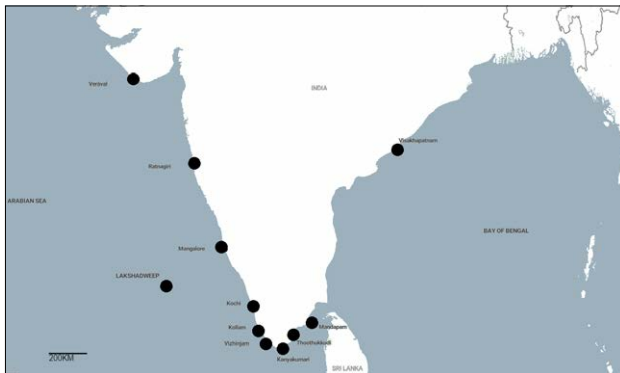 Veraval
INDIA
Visakhapatnam
Ratnagiri
ARABIAN SEA
BAY OF BENGAL
Mangalore
LAKSHADWEEP
Kochi
Kollam
Mandapam
Vizhinjam
Thoothukkudi
Kanyakumari
200KM
SRI LANKA